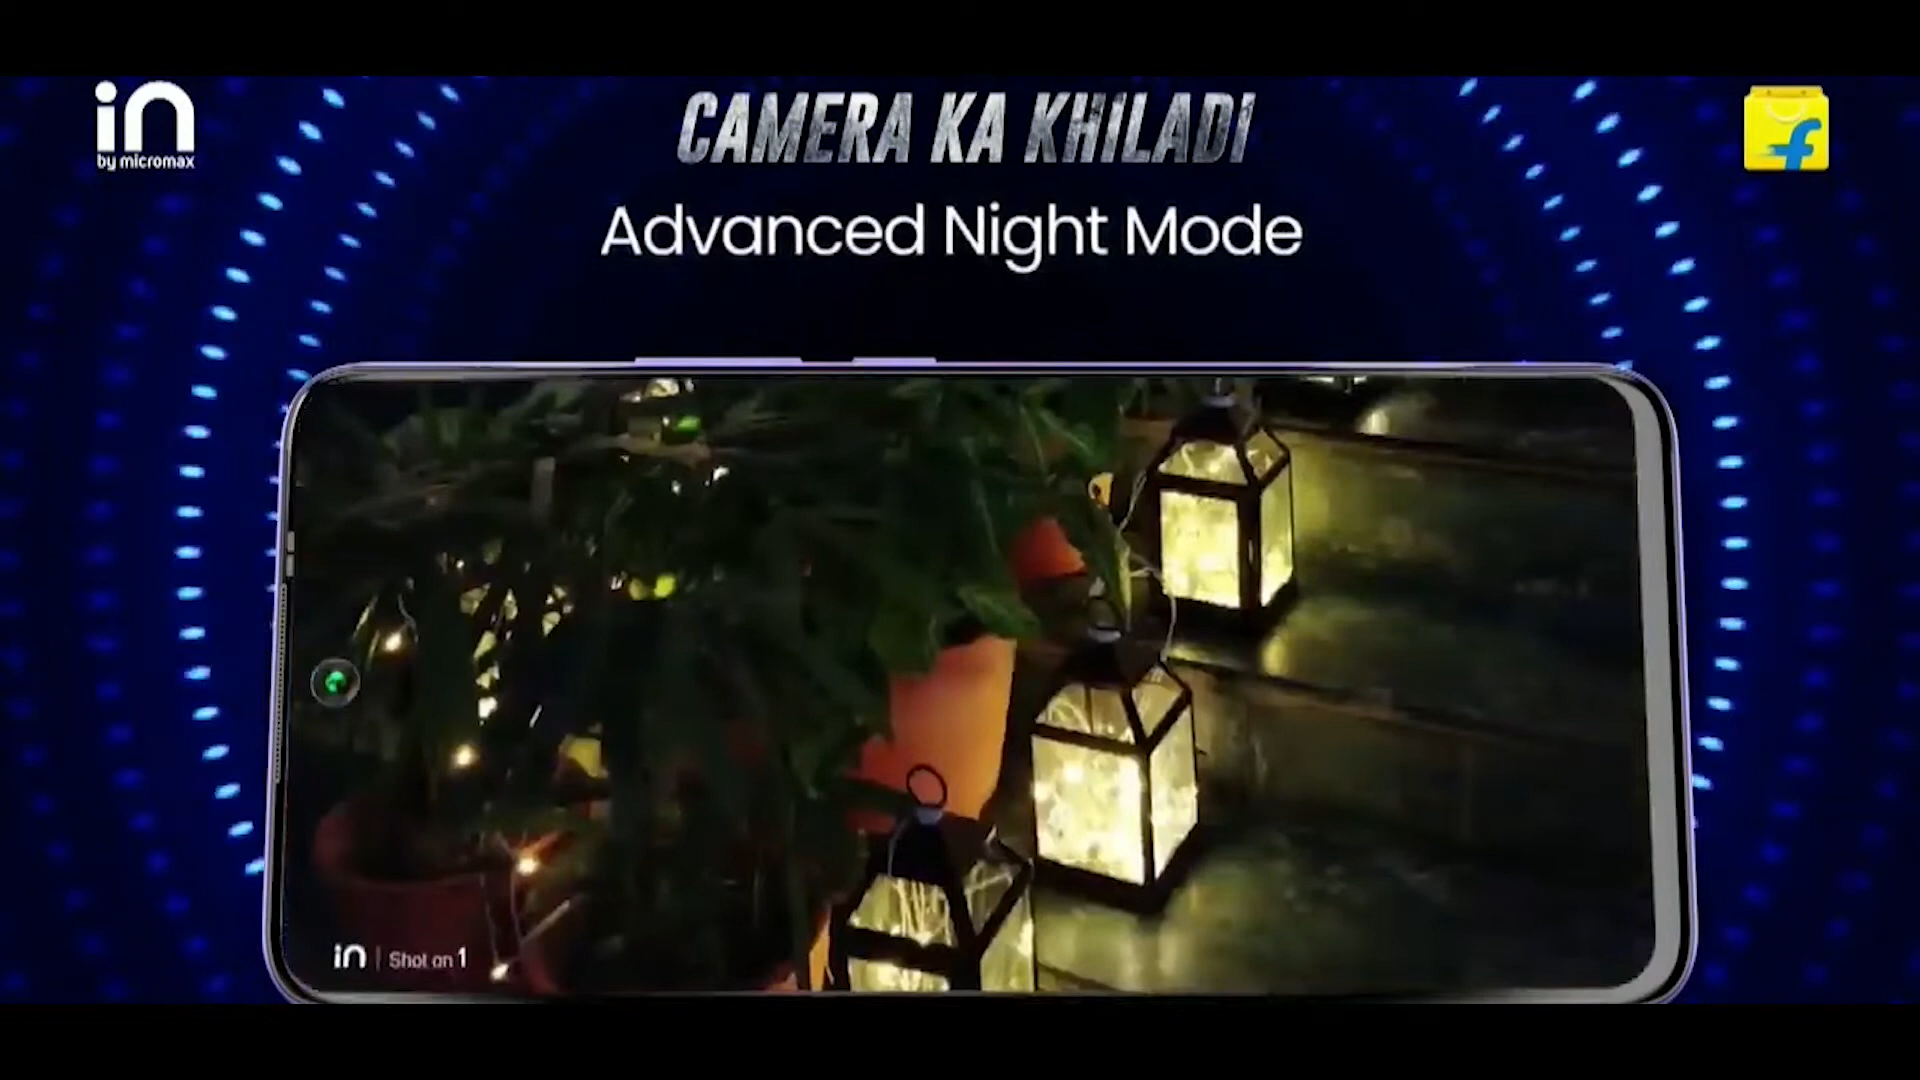 in
by micromax
CAMERA KA KHILADI
f
Advanced Night Mode
in | Shot on 1